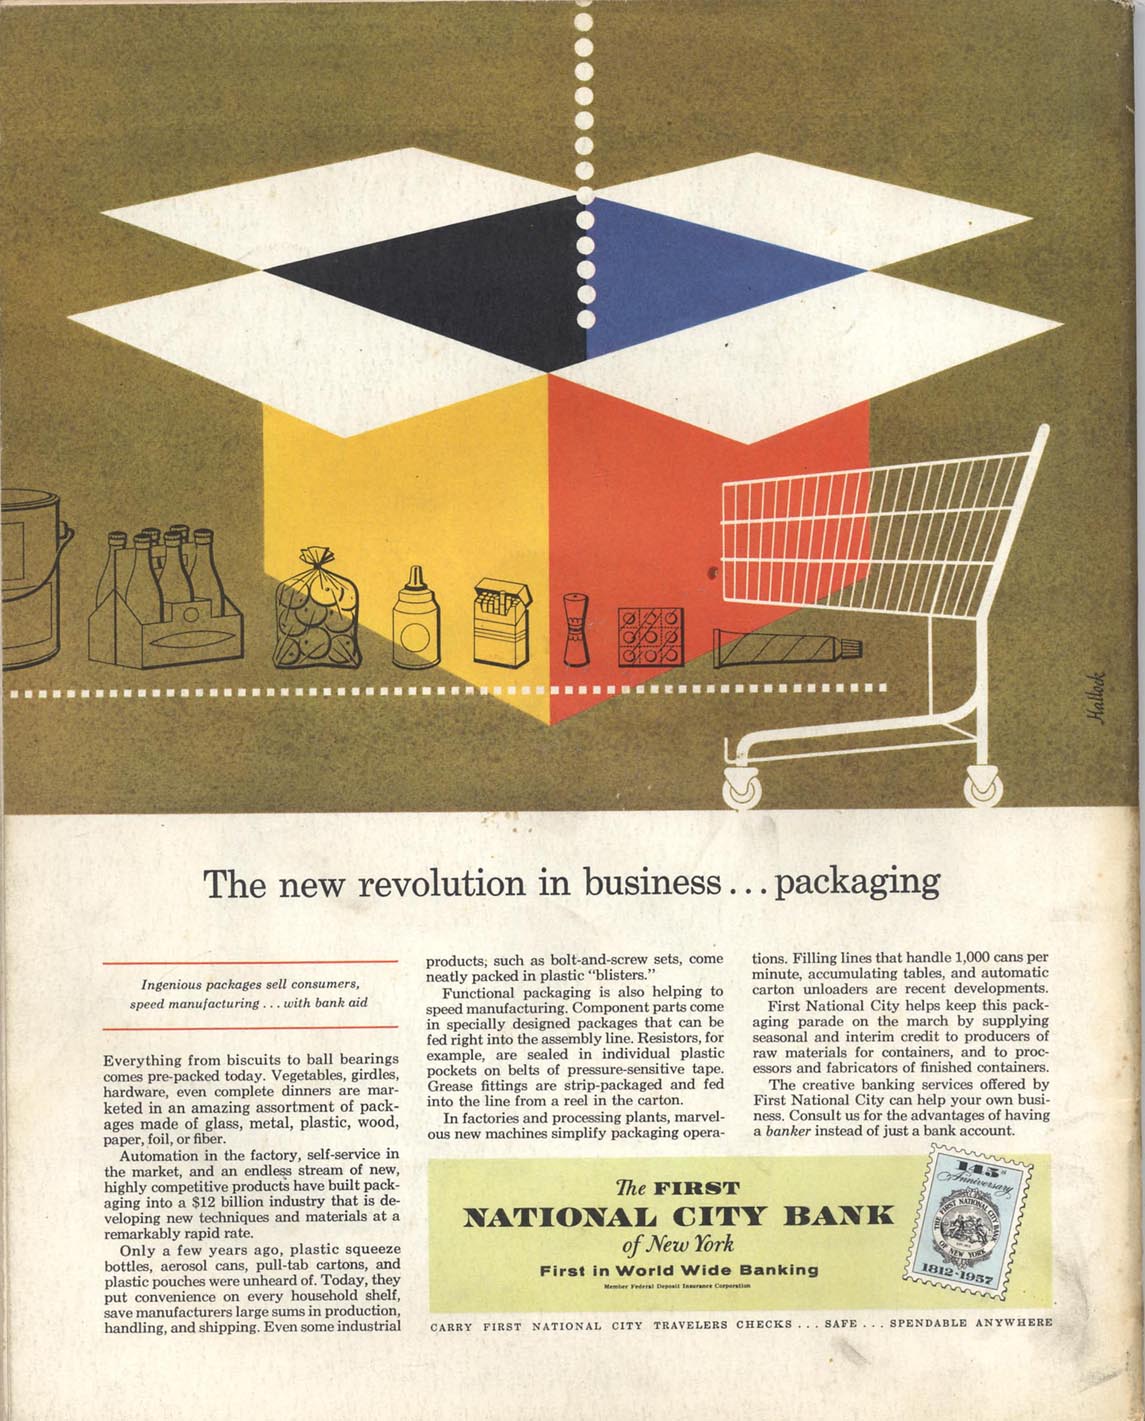 Hallock
The new revolution in business... packaging
Ingenious packages sell consumers,
speed manufacturing ... with bank aid
Everything from biscuits to ball bearings
comes pre-packed today. Vegetables, girdles,
hardware, even complete dinners are mar-
keted in an amazing assortment of pack-
ages made of glass, metal, plastic, wood,
paper, foil, or fiber.
Automation in the factory, self-service in
the market, and an endless stream of new,
highly competitive products have built pack-
aging into a $12 billion industry that is de-
veloping new techniques and materials at a
remarkably rapid rate.
Only a few years ago, plastic squeeze
bottles, aerosol cans, pull-tab cartons, and
plastic pouches were unheard of. Today, they
put convenience on every household shelf,
save manufacturers large sums in production,
handling, and shipping. Even some industrial
products, such as bolt-and-screw sets, come
neatly packed in plastic “blisters.”
Functional packaging is also helping to
speed manufacturing. Component parts come
in specially designed packages that can be
fed right into the assembly line. Resistors, for
example, are sealed in individual plastic
pockets on belts of pressure-sensitive tape.
Grease fittings are strip-packaged and fed
into the line from a reel in the carton.
In factories and processing plants, marvel-
ous new machines simplify packaging opera-
tions. Filling lines that handle 1,000 cans per
minute, accumulating tables, and automatic
carton unloaders are recent developments.
First National City helps keep this pack-
aging parade on the march by supplying
seasonal and interim credit to producers of
raw materials for containers, and to proc-
essors and fabricators of finished containers.
The creative banking services offered by
First National City can help your own busi-
ness. Consult us for the advantages of having
a banker instead of just a bank account.
The FIRST
NATIONAL CITY BANK
of New York
First in World Wide Banking
Member Federal Deposit Insurance Corporation
145th
Anniversary
THE FIRST NATIONAL CITY BANK
OF NEW YORK
1812-1957
CARRY FIRST NATIONAL CITY TRAVELERS CHECKS ... SAFE ... SPENDABLE ANYWHERE